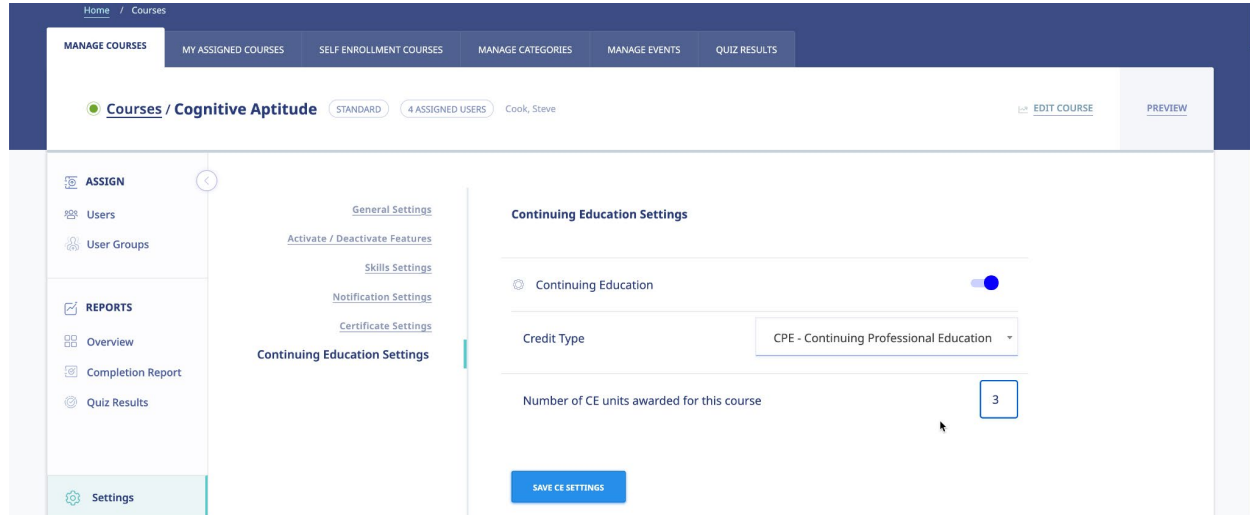 Home / Courses
MANAGE COURSES MY ASSIGNED COURSES SELF ENROLLMENT COURSES MANAGE CATEGORIES MANAGE EVENTS QUIZ RESULTS
Courses / Cognitive Aptitude STANDARD 4 ASSIGNED USERS Cook, Steve EDIT COURSE PREVIEW
ASSIGN
Users
User Groups
REPORTS
Overview
Completion Report
Quiz Results
Settings
General Settings
Activate / Deactivate Features
Skills Settings
Notification Settings
Certificate Settings
Continuing Education Settings
Continuing Education Settings
Continuing Education
Credit Type CPE - Continuing Professional Education
Number of CE units awarded for this course 3
SAVE CE SETTINGS